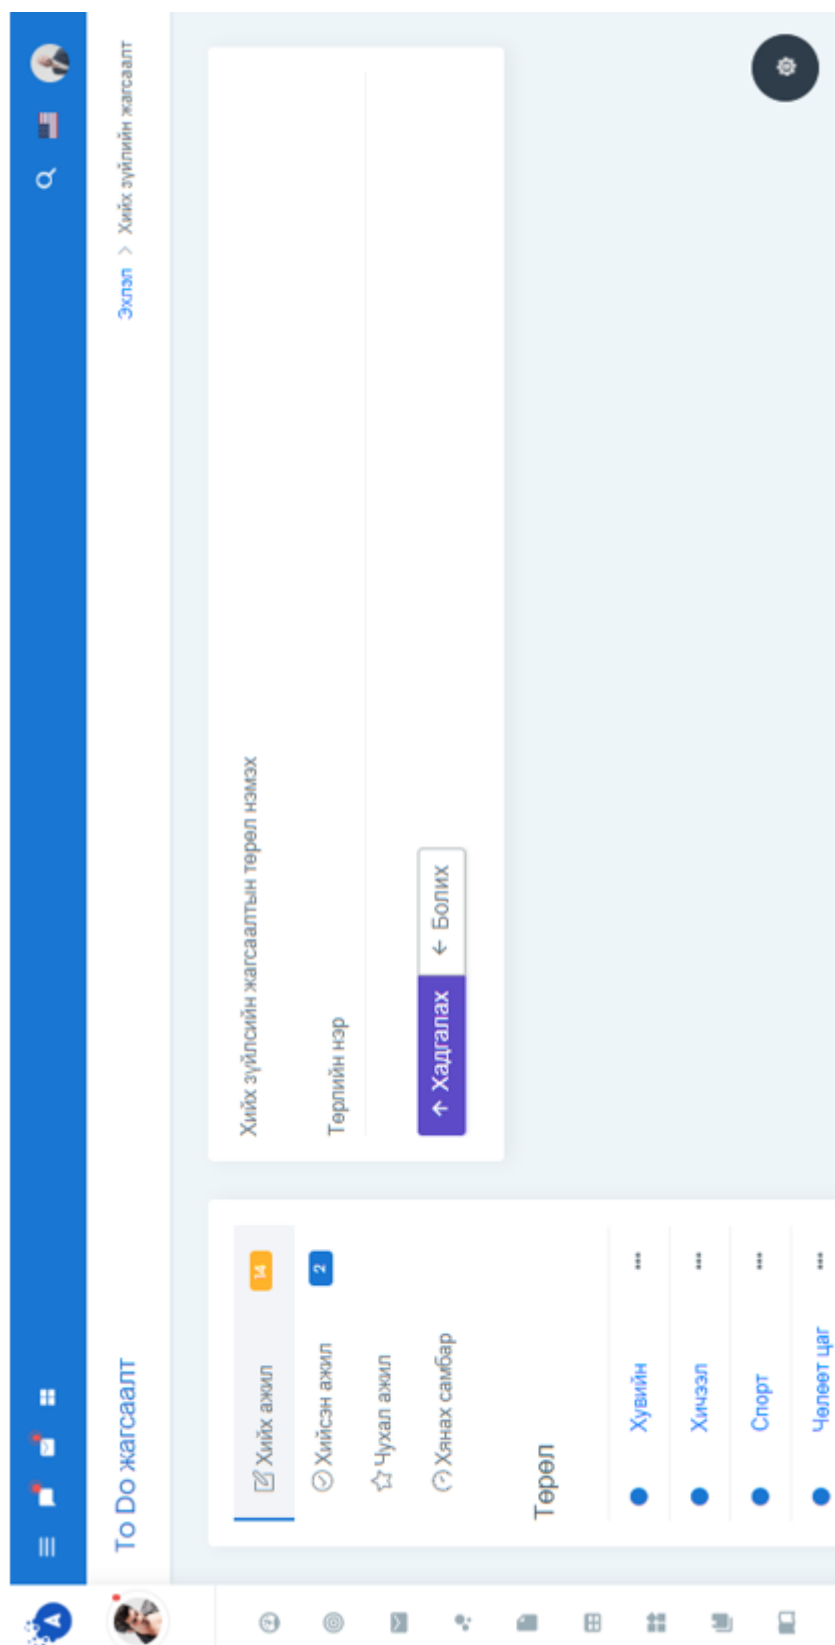 To Do жагсаалт
Эхлэл > Хийх зүйлийн жагсаалт
Хийх ажил 14
Хийсэн ажил 2
Чухал ажил
Хянах самбар
Төрөл
Хувийн
Хичээл
Спорт
Чөлөөт цаг
Хийх зүйлсийн жагсаалтын төрөл нэмэх
Төрлийн нэр
Хадгалах
Болих
A